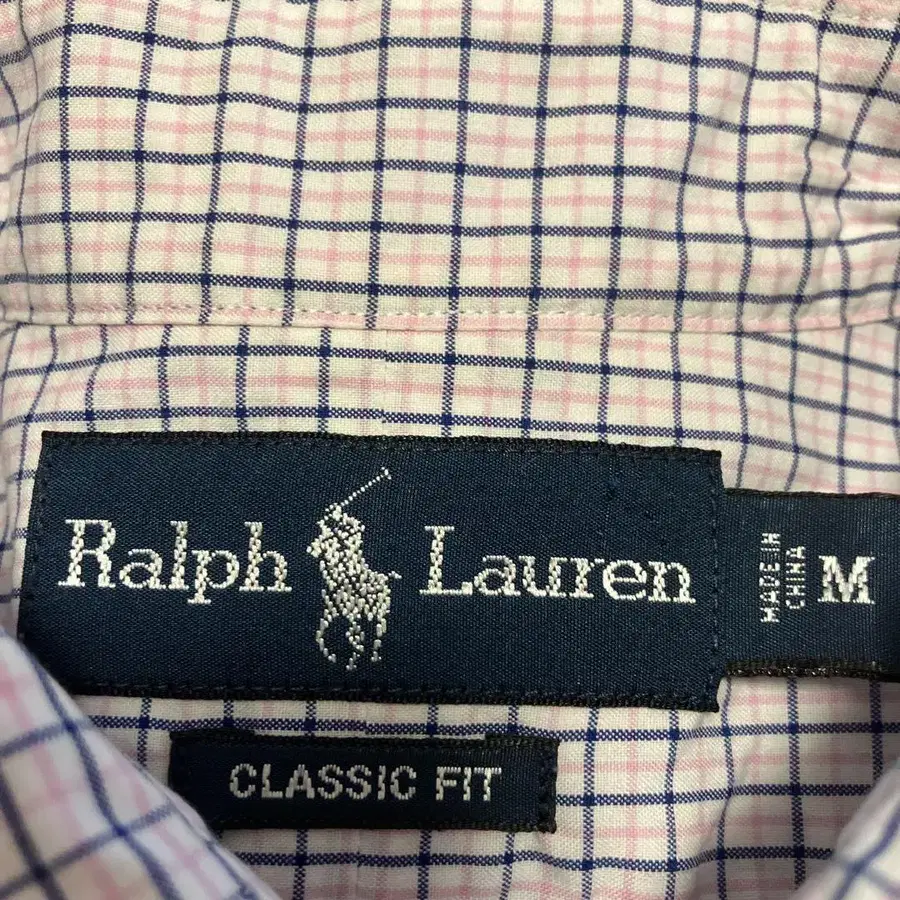 Ralph Lauren
MADE IN
CHINA
M
CLASSIC FIT